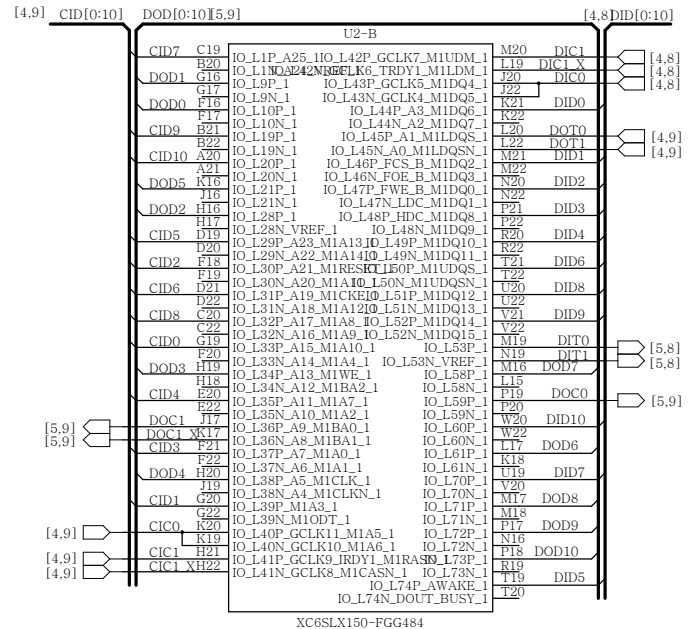 [4,9] CID[0:10] DOD[0:10][5,9] [4,8] DID[0:10]
U2-B
CID7 C19 IO_L1P_A25_1 IO_L42P_GCLK7_M1UDM_1 M20 DIC1 [4,8]
B20 L19 DIC1_X [4,8]
DOD1 G16 IO_L9P_1 IO_L43P_GCLK5_M1DQ4_1 J20 DIC0 [4,8]
G17 IO_L9N_1 IO_L43N_GCLK4_M1DQ5_1 J22
DOD0 F16 IO_L10P_1 IO_L44P_A3_M1DQ6_1 K21 DID0
F17 IO_L10N_1 IO_L44N_A2_M1DQ7_1 K22
CID9 B21 IO_L19P_1 IO_L45P_A1_M1LDQS_1 L20 DOT0 [4,9]
B22 IO_L19N_1 IO_L45N_A0_M1LDQSN_1 L22 DOT1 [4,9]
CID10 A20 IO_L20P_1 IO_L46P_FCS_B_M1DQ2_1 M21 DID1
A21 IO_L20N_1 IO_L46N_FOE_B_M1DQ3_1 M22
DOD5 K16 IO_L21P_1 IO_L47P_FWE_B_M1DQ0_1 N20 DID2
J16 IO_L21N_1 IO_L47N_LDC_M1DQ1_1 N22
DOD2 H16 IO_L28P_1 IO_L48P_HDC_M1DQ8_1 P21 DID3
H17 IO_L28N_VREF_1 IO_L48N_M1DQ9_1 P22
CID5 D19 IO_L29P_A23_M1A13_1 IO_L49P_M1DQ10_1 R20 DID4
D20 IO_L29N_A22_M1A14_1 IO_L49N_M1DQ11_1 R22
CID2 F18 IO_L30P_A21_M1RESET_1 IO_L50P_M1UDQS_1 T21 DID6
F19 IO_L30N_A20_M1A11_1 IO_L50N_M1UDQSN_1 T22
CID6 D21 IO_L31P_A19_M1CKE_1 IO_L51P_M1DQ12_1 U20 DID8
D22 IO_L31N_A18_M1A12_1 IO_L51N_M1DQ13_1 U22
CID8 C20 IO_L32P_A17_M1A8_1 IO_L52P_M1DQ14_1 V21 DID9
C22 IO_L32N_A16_M1A9_1 IO_L52N_M1DQ15_1 V22
CID0 G19 IO_L33P_A15_M1A10_1 IO_L53P_1 M19 DIT0 [5,8]
F20 IO_L33N_A14_M1A4_1 IO_L53N_VREF_1 N19 DIT1 [5,8]
DOD3 H19 IO_L34P_A13_M1WE_1 IO_L58P_1 M16 DOD7
H18 IO_L34N_A12_M1BA2_1 IO_L58N_1 L15
CID4 E20 IO_L35P_A11_M1A7_1 IO_L59P_1 P19 DOC0 [5,9]
E22 IO_L35N_A10_M1A2_1 IO_L59N_1 P20
[5,9] DOC1 J17 IO_L36P_A9_M1BA0_1 IO_L60P_1 W20 DID10
[5,9] DOC1_X K17 IO_L36N_A8_M1BA1_1 IO_L60N_1 W22
CID3 F21 IO_L37P_A7_M1A0_1 IO_L61P_1 L17 DOD6
F22 IO_L37N_A6_M1A1_1 IO_L61N_1 K18
DOD4 H20 IO_L38P_A5_M1CLK_1 IO_L70P_1 U19 DID7
J19 IO_L38N_A4_M1CLKN_1 IO_L70N_1 V20
CID1 G20 IO_L39P_M1A3_1 IO_L71P_1 M17 DOD8
G22 IO_L39N_M1ODT_1 IO_L71N_1 M18
[4,9] CIC0 K20 IO_L40P_GCLK11_M1A5_1 IO_L72P_1 P17 DOD9
K19 IO_L40N_GCLK10_M1A6_1 IO_L72N_1 N16
[4,9] CIC1 H21 IO_L41P_GCLK9_IRDY1_M1RASN_1 IO_L73P_1 P18 DOD10
[4,9] CIC1_X H22 IO_L41N_GCLK8_M1CASN_1 IO_L73N_1 R19
IO_L74P_AWAKE_1 T19 DID5
IO_L74N_DOUT_BUSY_1 T20
XC6SLX150-FGG484